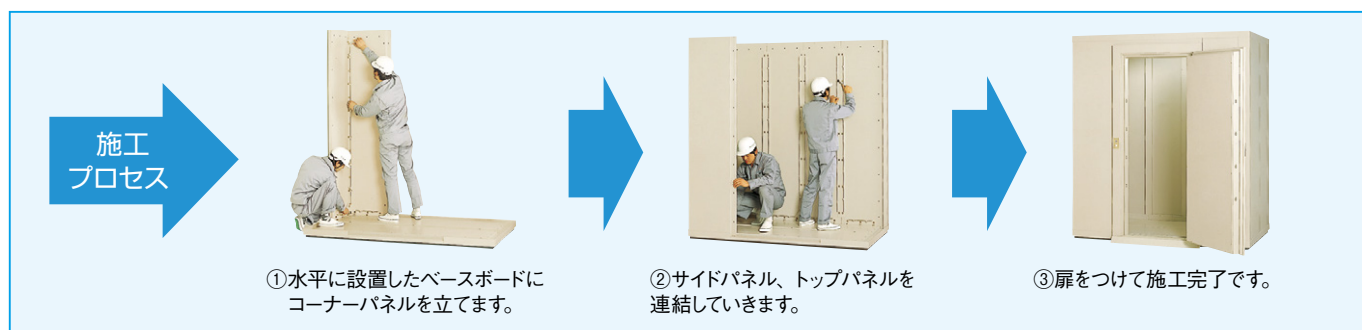 施工
プロセス
①水平に設置したベースボードに
コーナーパネルを立てます。
②サイドパネル、トップパネルを
連結していきます。
③扉をつけて施工完了です。